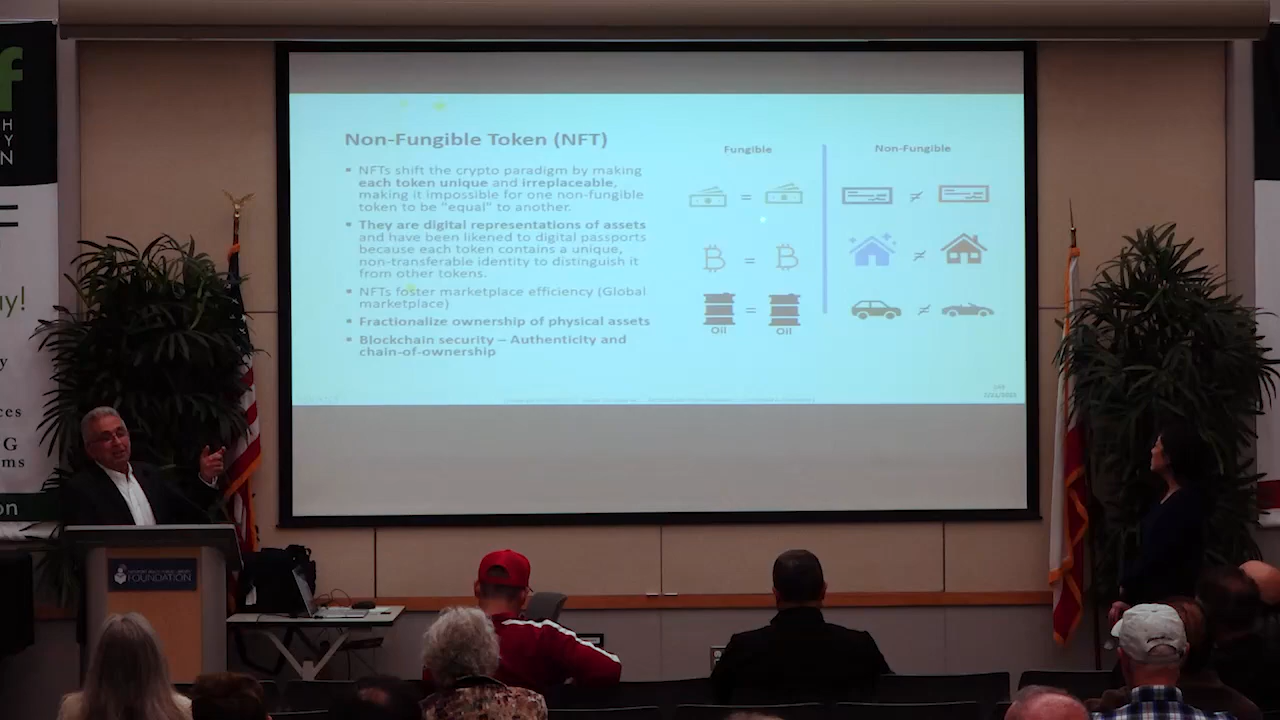 f
H
Y
N
Non-Fungible Token (NFT)
▪ NFTs shift the crypto paradigm by making
each token unique and irreplaceable,
making it impossible for one non-fungible
token to be "equal" to another.
▪ They are digital representations of assets
and have been likened to digital passports
because each token contains a unique,
non-transferable identity to distinguish it
from other tokens.
▪ NFTs foster marketplace efficiency (Global
marketplace)
▪ Fractionalize ownership of physical assets
▪ Blockchain security – Authenticity and
chain-of-ownership
Fungible
Non-Fungible
=
≠
=
≠
=
≠
Oil
Oil
uy!
y
ces
G
ms
on
FOUNDATION